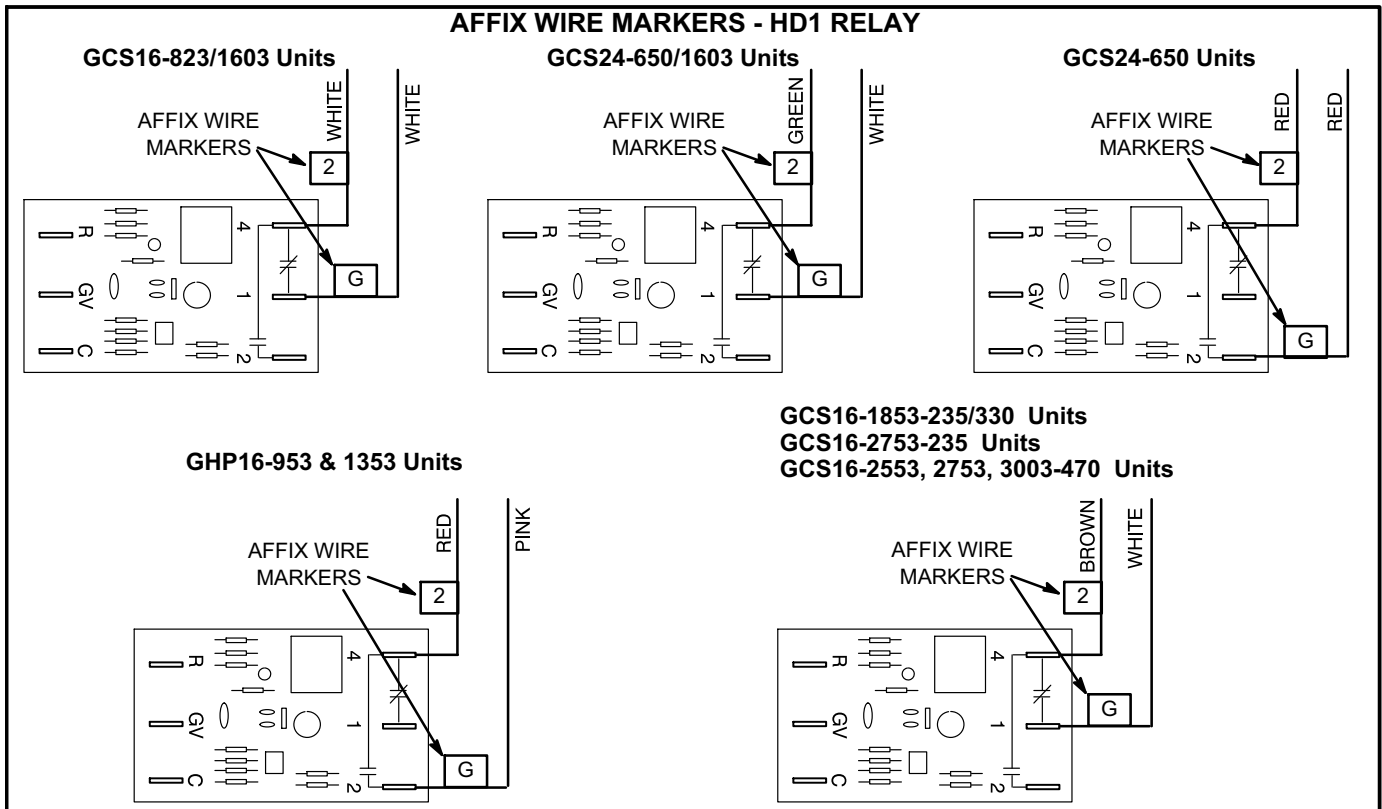 AFFIX WIRE MARKERS - HD1 RELAY
GCS16-823/1603 Units
WHITE
WHITE
AFFIX WIRE
MARKERS
2
R
4
G
GV
1
C
2
GCS24-650/1603 Units
GREEN
WHITE
AFFIX WIRE
MARKERS
2
R
4
G
GV
1
C
2
GCS24-650 Units
RED
RED
AFFIX WIRE
MARKERS
2
R
4
GV
1
G
C
2
GHP16-953 & 1353 Units
RED
PINK
AFFIX WIRE
MARKERS
2
R
4
GV
1
G
C
2
GCS16-1853-235/330 Units
GCS16-2753-235 Units
GCS16-2553, 2753, 3003-470 Units
BROWN
WHITE
AFFIX WIRE
MARKERS
2
R
4
G
GV
1
C
2